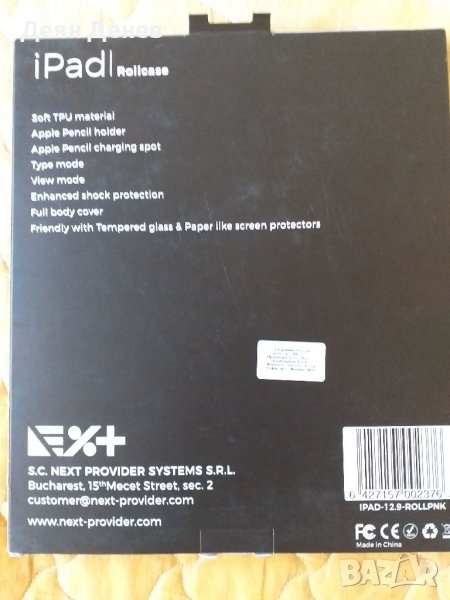 Деян Денов
iPad| Rollcase
Soft TPU material
Apple Pencil holder
Apple Pencil charging spot
Type mode
View mode
Enhanced shock protection
Full body cover
Friendly with Tempered glass & Paper like screen protectors
NEXT
S.C. NEXT PROVIDER SYSTEMS S.R.L.
Bucharest, 15thMecet Street, sec. 2
customer@next-provider.com
www.next-provider.com
6 427157 002376
IPAD-12.9-ROLLPNK
FC CE
Made in China
BAZAR